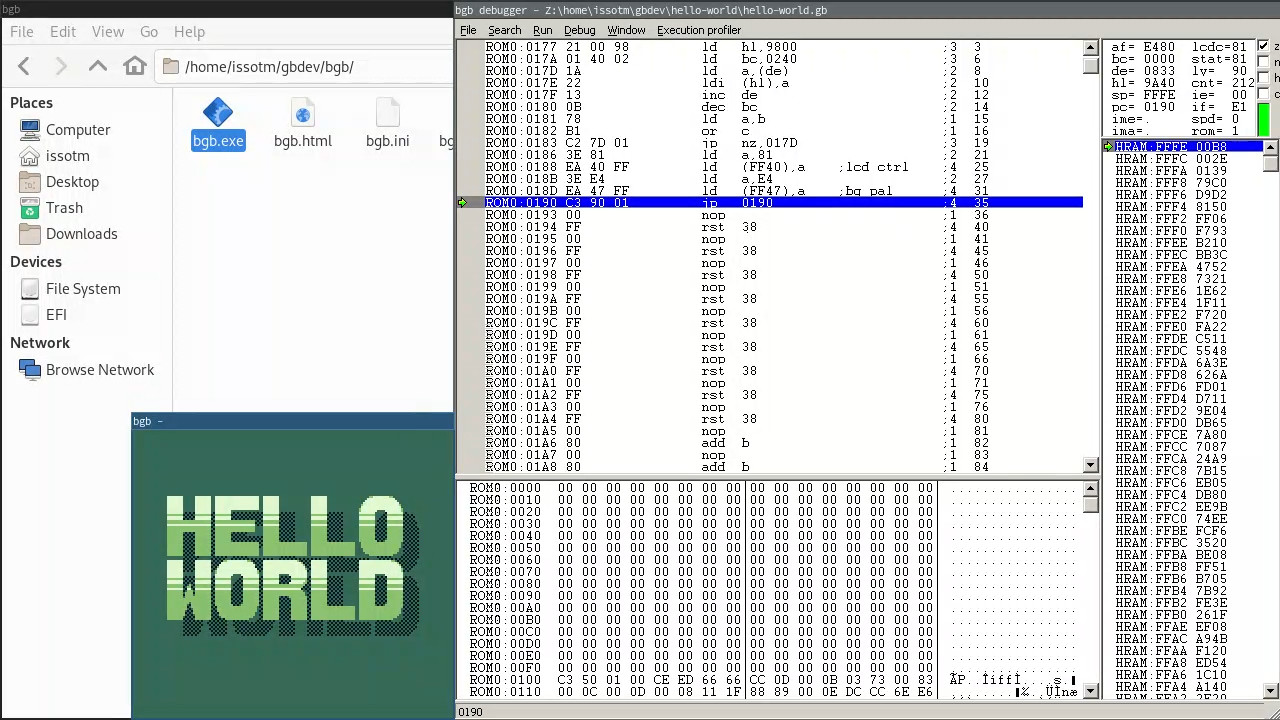 bgb
File Edit View Go Help
/home/issotm/gbdev/bgb/
Places
Computer
issotm
Desktop
Trash
Downloads
Devices
File System
EFI
Network
Browse Network
bgb.exe
bgb.html
bgb.ini
bgb –
HELLO
WORLD
bgb debugger – Z:\home\issotm\gbdev\hello-world\hello-world.gb
File Search Run Debug Window Execution profiler
ROM0:0177 21 00 98 ld hl,9800 ;3 3
ROM0:017A 01 40 02 ld bc,0240 ;3 6
ROM0:017D 1A ld a,(de) ;2 8
ROM0:017E 22 ldi (hl),a ;2 10
ROM0:017F 13 inc de ;2 12
ROM0:0180 0B dec bc ;2 14
ROM0:0181 78 ld a,b ;1 15
ROM0:0182 B1 or c ;1 16
ROM0:0183 C2 7D 01 jp nz,017D ;3 19
ROM0:0186 3E 81 ld a,81 ;2 21
ROM0:0188 EA 40 FF ld (FF40),a ;lcd ctrl ;4 25
ROM0:018B 3E E4 ld a,E4 ;2 27
ROM0:018D EA 47 FF ld (FF47),a ;bg pal ;4 31
ROM0:0190 C3 90 01 jp 0190 ;4 35
ROM0:0193 00 nop ;1 36
ROM0:0194 FF rst 38 ;4 40
ROM0:0195 00 nop ;1 41
ROM0:0196 FF rst 38 ;4 45
ROM0:0197 00 nop ;1 46
ROM0:0198 FF rst 38 ;4 50
ROM0:0199 00 nop ;1 51
ROM0:019A FF rst 38 ;4 55
ROM0:019B 00 nop ;1 56
ROM0:019C FF rst 38 ;4 60
ROM0:019D 00 nop ;1 61
ROM0:019E FF rst 38 ;4 65
ROM0:019F 00 nop ;1 66
ROM0:01A0 FF rst 38 ;4 70
ROM0:01A1 00 nop ;1 71
ROM0:01A2 FF rst 38 ;4 75
ROM0:01A3 00 nop ;1 76
ROM0:01A4 FF rst 38 ;4 80
ROM0:01A5 00 nop ;1 81
ROM0:01A6 80 add b ;1 82
ROM0:01A7 00 nop ;1 83
ROM0:01A8 80 add b ;1 84
af= E480 lcdc=81
bc= 0000 stat=81
de= 0833 ly= 90
hl= 9A40 cnt= 212
sp= FFFE ie= 00
pc= 0190 if= E1
ime=. spd= 0
ima=. rom= 1
HRAM:FFFE 00B8
HRAM:FFFC 002E
HRAM:FFFA 0139
HRAM:FFF8 79C0
HRAM:FFF6 D9D2
HRAM:FFF4 8150
HRAM:FFF2 FF06
HRAM:FFF0 F793
HRAM:FFEE B210
HRAM:FFEC BB3C
HRAM:FFEA 4752
HRAM:FFE8 7321
HRAM:FFE6 1E62
HRAM:FFE4 1F11
HRAM:FFE2 F720
HRAM:FFE0 FA22
HRAM:FFDE C511
HRAM:FFDC 5548
HRAM:FFDA 6A3E
HRAM:FFD8 626A
HRAM:FFD6 FD01
HRAM:FFD4 D711
HRAM:FFD2 9E04
HRAM:FFD0 DB65
HRAM:FFCE 7A80
HRAM:FFCC 7087
HRAM:FFCA 24A9
HRAM:FFC8 7B15
HRAM:FFC6 EB05
HRAM:FFC4 DB80
HRAM:FFC2 EE9B
HRAM:FFC0 74EE
HRAM:FFBE FCF6
HRAM:FFBC 3520
HRAM:FFBA BE08
HRAM:FFB8 FF51
HRAM:FFB6 B705
HRAM:FFB4 7B92
HRAM:FFB2 FE3E
HRAM:FFB0 261F
HRAM:FFAE EF08
HRAM:FFAC A94B
HRAM:FFAA F120
HRAM:FFA8 ED54
HRAM:FFA6 1C10
HRAM:FFA4 A140
ROM0:0000 00 00 00 00 00 00 00 00 00 00 00 00 00 00 00 00
ROM0:0010 00 00 00 00 00 00 00 00 00 00 00 00 00 00 00 00
ROM0:0020 00 00 00 00 00 00 00 00 00 00 00 00 00 00 00 00
ROM0:0030 00 00 00 00 00 00 00 00 00 00 00 00 00 00 00 00
ROM0:0040 00 00 00 00 00 00 00 00 00 00 00 00 00 00 00 00
ROM0:0050 00 00 00 00 00 00 00 00 00 00 00 00 00 00 00 00
ROM0:0060 00 00 00 00 00 00 00 00 00 00 00 00 00 00 00 00
ROM0:0070 00 00 00 00 00 00 00 00 00 00 00 00 00 00 00 00
ROM0:0080 00 00 00 00 00 00 00 00 00 00 00 00 00 00 00 00
ROM0:0090 00 00 00 00 00 00 00 00 00 00 00 00 00 00 00 00
ROM0:00A0 00 00 00 00 00 00 00 00 00 00 00 00 00 00 00 00
ROM0:00B0 00 00 00 00 00 00 00 00 00 00 00 00 00 00 00 00
ROM0:00C0 00 00 00 00 00 00 00 00 00 00 00 00 00 00 00 00
ROM0:00D0 00 00 00 00 00 00 00 00 00 00 00 00 00 00 00 00
ROM0:00E0 00 00 00 00 00 00 00 00 00 00 00 00 00 00 00 00
ROM0:00F0 00 00 00 00 00 00 00 00 00 00 00 00 00 00 00 00
ROM0:0100 C3 50 01 00 CE ED 66 66 CC 0D 00 0B 03 73 00 83
ROM0:0110 00 0C 00 0D 00 08 11 1F 88 89 00 0E DC CC 6E E6
0190